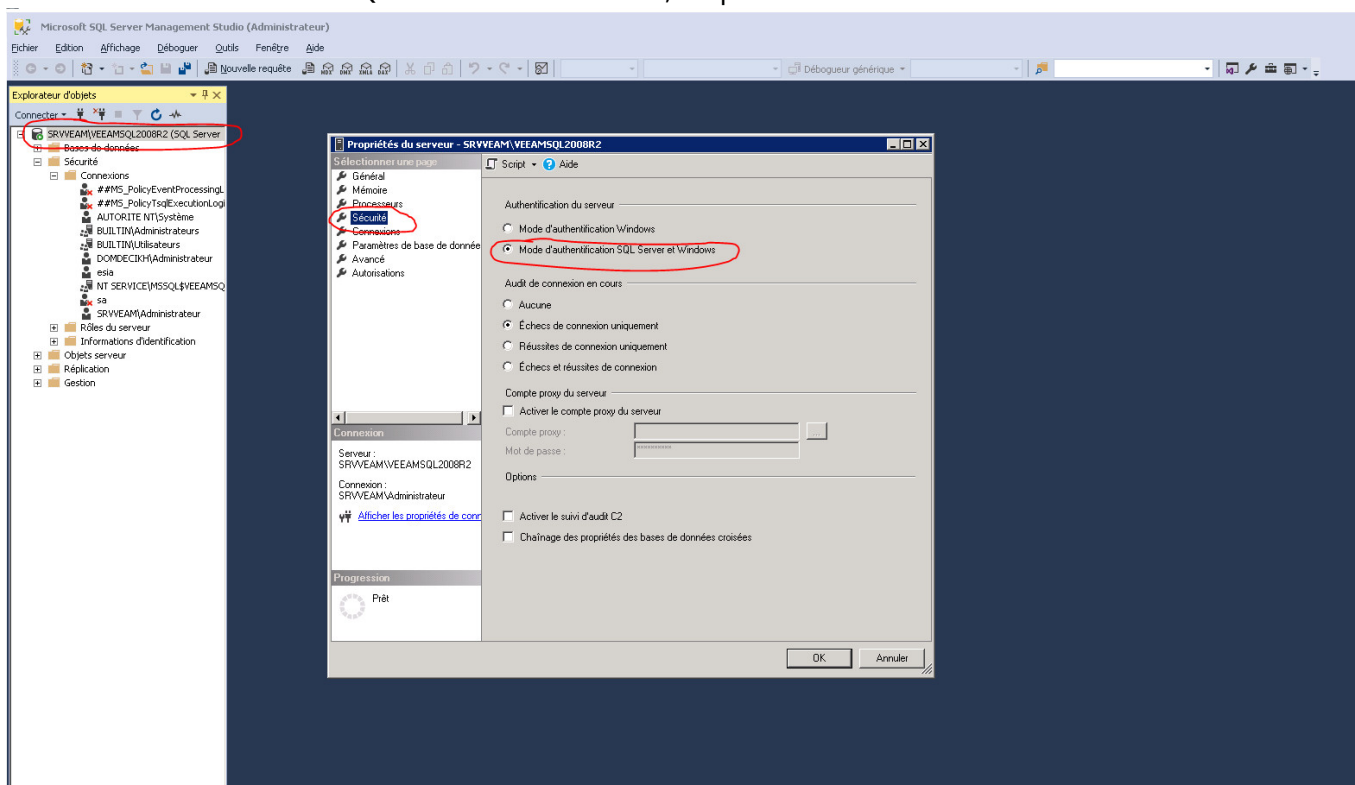 Microsoft SQL Server Management Studio (Administrateur)
Fichier Edition Affichage Déboguer Outils Fenêtre Aide
Nouvelle requête MDX DMX XMLA DAX Débogueur générique
Explorateur d'objets
Connecter
SRVVEAM\VEEAMSQL2008R2 (SQL Server
Bases de données
Sécurité
Connexions
##MS_PolicyEventProcessingL
##MS_PolicyTsqlExecutionLogi
AUTORITE NT\Système
BUILTIN\Administrateurs
BUILTIN\Utilisateurs
DOMDECIKH\Administrateur
esia
NT SERVICE\MSSQL$VEEAMSQ
sa
SRVVEAM\Administrateur
Rôles du serveur
Informations d'identification
Objets serveur
Réplication
Gestion
Propriétés du serveur - SRVVEAM\VEEAMSQL2008R2
Sélectionner une page
Général
Mémoire
Processeurs
Sécurité
Connexions
Paramètres de base de donnée
Avancé
Autorisations
Connexion
Serveur :
SRVVEAM\VEEAMSQL2008R2
Connexion :
SRVVEAM\Administrateur
Afficher les propriétés de conn
Progression
Prêt
Script Aide
Authentification du serveur
Mode d'authentification Windows
Mode d'authentification SQL Server et Windows
Audit de connexion en cours
Aucune
Échecs de connexion uniquement
Réussites de connexion uniquement
Échecs et réussites de connexion
Compte proxy du serveur
Activer le compte proxy du serveur
Compte proxy : ...
Mot de passe : **********
Options
Activer le suivi d'audit C2
Chaînage des propriétés des bases de données croisées
OK Annuler